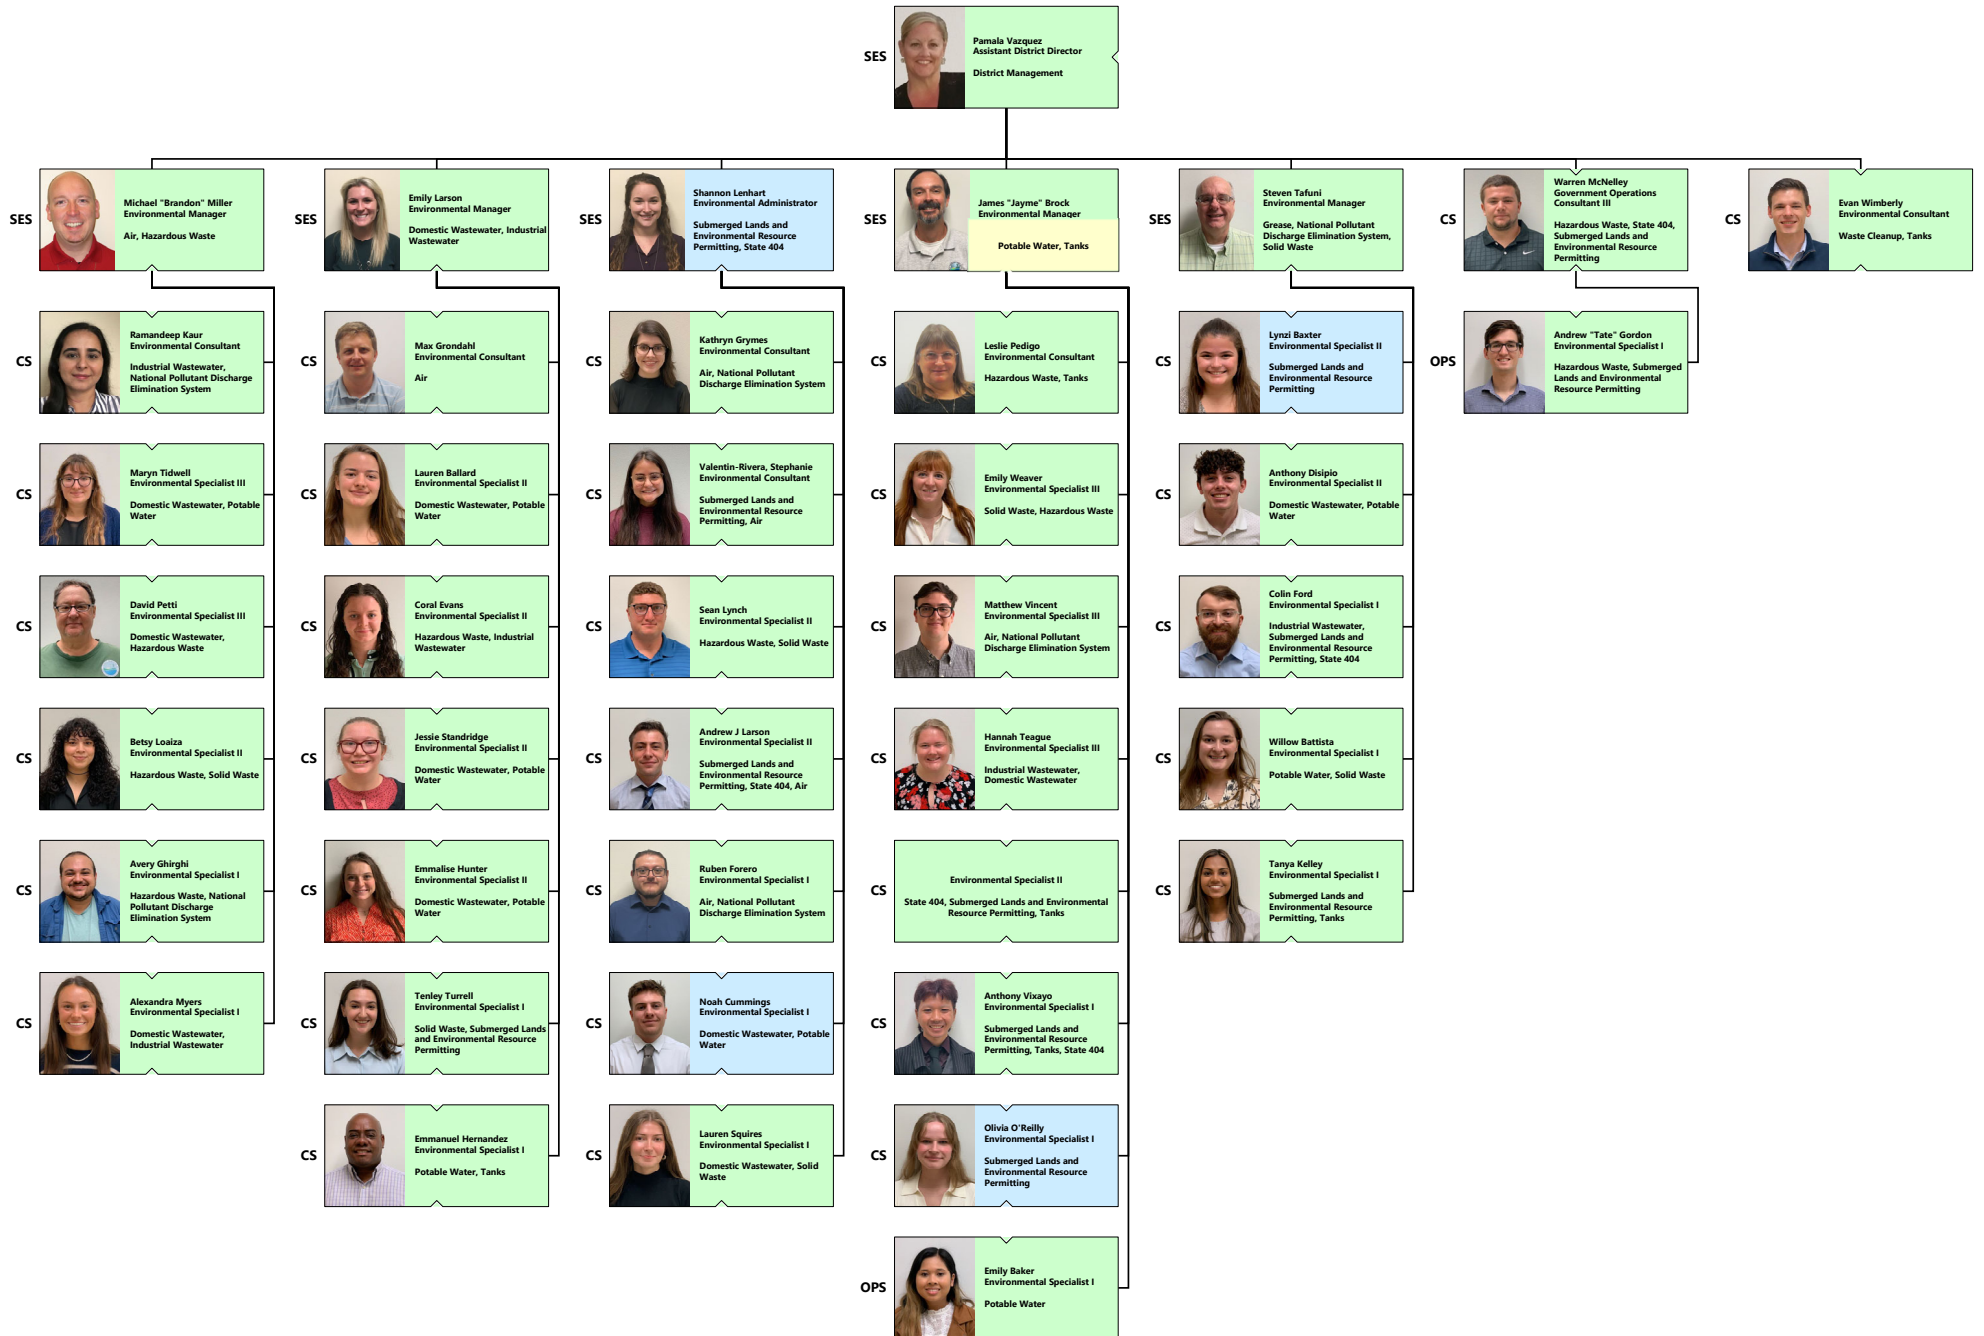 SES
Pamala Vazquez
Assistant District Director
District Management
SES
Michael "Brandon" Miller
Environmental Manager
Air, Hazardous Waste
SES
Emily Larson
Environmental Manager
Domestic Wastewater, Industrial
Wastewater
SES
Shannon Lenhart
Environmental Administrator
Submerged Lands and
Environmental Resource
Permitting, State 404
SES
James "Jayme" Brock
Environmental Manager
Potable Water, Tanks
SES
Steven Tafuni
Environmental Manager
Grease, National Pollutant
Discharge Elimination System,
Solid Waste
CS
Warren McNelley
Government Operations
Consultant III
Hazardous Waste, State 404,
Submerged Lands and
Environmental Resource
Permitting
CS
Evan Wimberly
Environmental Consultant
Waste Cleanup, Tanks
CS
Ramandeep Kaur
Environmental Consultant
Industrial Wastewater,
National Pollutant Discharge
Elimination System
CS
Max Grondahl
Environmental Consultant
Air
CS
Kathryn Grymes
Environmental Consultant
Air, National Pollutant
Discharge Elimination System
CS
Leslie Pedigo
Environmental Consultant
Hazardous Waste, Tanks
CS
Lynzi Baxter
Environmental Specialist II
Submerged Lands and
Environmental Resource
Permitting
OPS
Andrew "Tate" Gordon
Environmental Specialist I
Hazardous Waste, Submerged
Lands and Environmental
Resource Permitting
CS
Maryn Tidwell
Environmental Specialist III
Domestic Wastewater, Potable
Water
CS
Lauren Ballard
Environmental Specialist II
Domestic Wastewater, Potable
Water
CS
Valentin-Rivera, Stephanie
Environmental Consultant
Submerged Lands and
Environmental Resource
Permitting, Air
CS
Emily Weaver
Environmental Specialist III
Solid Waste, Hazardous Waste
CS
Anthony Disipio
Environmental Specialist II
Domestic Wastewater, Potable
Water
CS
David Petti
Environmental Specialist III
Domestic Wastewater,
Hazardous Waste
CS
Coral Evans
Environmental Specialist II
Hazardous Waste, Industrial
Wastewater
CS
Sean Lynch
Environmental Specialist II
Hazardous Waste, Solid Waste
CS
Matthew Vincent
Environmental Specialist III
Air, National Pollutant
Discharge Elimination System
CS
Colin Ford
Environmental Specialist I
Industrial Wastewater,
Submerged Lands and
Environmental Resource
Permitting, State 404
CS
Betsy Loaiza
Environmental Specialist II
Hazardous Waste, Solid Waste
CS
Jessie Standridge
Environmental Specialist II
Domestic Wastewater, Potable
Water
CS
Andrew J Larson
Environmental Specialist II
Submerged Lands and
Environmental Resource
Permitting, State 404, Air
CS
Hannah Teague
Environmental Specialist III
Industrial Wastewater,
Domestic Wastewater
CS
Willow Battista
Environmental Specialist I
Potable Water, Solid Waste
CS
Avery Ghirghi
Environmental Specialist I
Hazardous Waste, National
Pollutant Discharge
Elimination System
CS
Emmalise Hunter
Environmental Specialist II
Domestic Wastewater, Potable
Water
CS
Ruben Forero
Environmental Specialist I
Air, National Pollutant
Discharge Elimination System
CS
Environmental Specialist II
State 404, Submerged Lands and Environmental
Resource Permitting, Tanks
CS
Tanya Kelley
Environmental Specialist I
Submerged Lands and
Environmental Resource
Permitting, Tanks
CS
Alexandra Myers
Environmental Specialist I
Domestic Wastewater,
Industrial Wastewater
CS
Tenley Turrell
Environmental Specialist I
Solid Waste, Submerged Lands
and Environmental Resource
Permitting
CS
Noah Cummings
Environmental Specialist I
Domestic Wastewater, Potable
Water
CS
Anthony Vixayo
Environmental Specialist I
Submerged Lands and
Environmental Resource
Permitting, Tanks, State 404
CS
Emmanuel Hernandez
Environmental Specialist I
Potable Water, Tanks
CS
Lauren Squires
Environmental Specialist I
Domestic Wastewater, Solid
Waste
CS
Olivia O'Reilly
Environmental Specialist I
Submerged Lands and
Environmental Resource
Permitting
OPS
Emily Baker
Environmental Specialist I
Potable Water